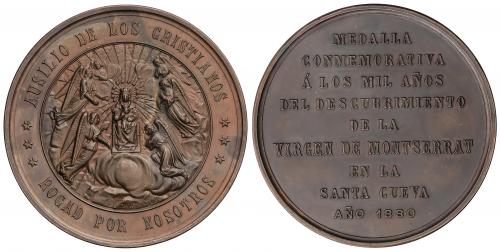 AUSILIO DE LOS CRISTIANOS
ROGAD POR NOSOTROS
MEDALLA
CONMEMORATIVA
Á LOS MIL AÑOS
DEL DESCUBRIMIENTO
DE LA
VIRGEN DE MONTSERRAT
EN LA
SANTA CUEVA
AÑO 1880